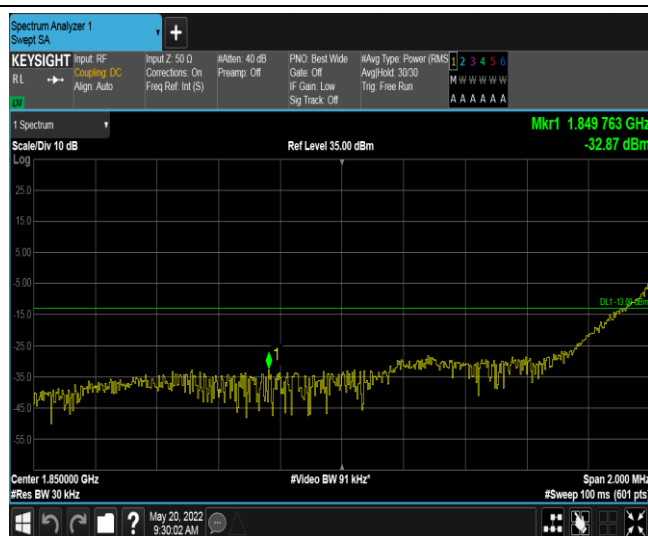 Spectrum Analyzer 1
Swept SA
+
KEYSIGHT
RL
LXI
Input: RF
Coupling: DC
Align: Auto
Input Z: 50 Ω
Corrections: On
Freq Ref: Int (S)
#Atten: 40 dB
Preamp: Off
PNO: Best Wide
Gate: Off
IF Gain: Low
Sig Track: Off
#Avg Type: Power (RMS
Avg|Hold: 30/30
Trig: Free Run
1 2 3 4 5 6
M W W W W W
A A A A A A
1 Spectrum
Mkr1 1.849 763 GHz
Scale/Div 10 dB
Ref Level 35.00 dBm
-32.87 dBm
Log
25.0
15.0
5.00
-5.00
DL1 -13.00 dBm
-15.0
-25.0
1
-35.0
-45.0
-55.0
Center 1.850000 GHz
#Video BW 91 kHz*
Span 2.000 MHz
#Res BW 30 kHz
#Sweep 100 ms (601 pts)
?
May 20, 2022
9:30:02 AM